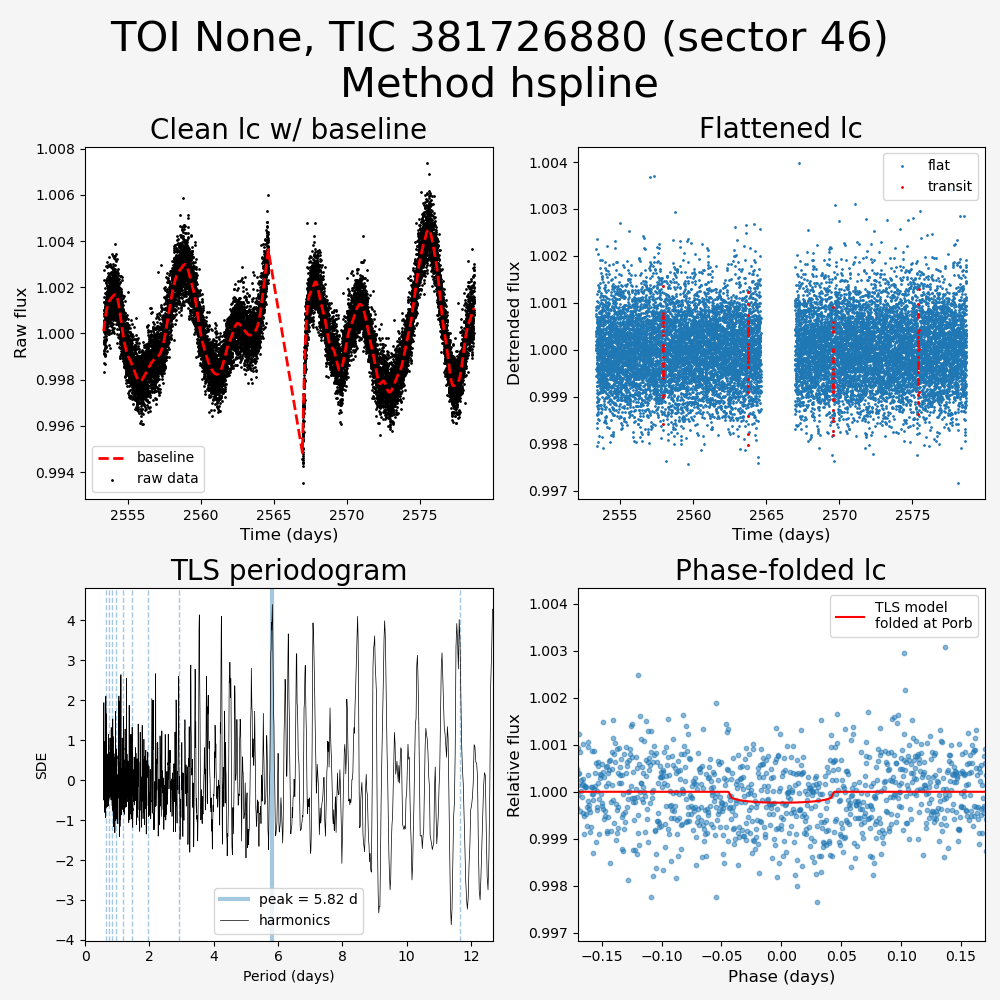 TOI None, TIC 381726880 (sector 46)
Method hspline
Clean lc w/ baseline
Raw flux
1.008
1.006
1.004
1.002
1.000
0.998
0.996
0.994
baseline
raw data
2555
2560
2565
2570
2575
Time (days)
Flattened lc
Detrended flux
1.004
1.003
1.002
1.001
1.000
0.999
0.998
0.997
flat
transit
2555
2560
2565
2570
2575
Time (days)
TLS periodogram
SDE
4
3
2
1
0
−1
−2
−3
−4
peak = 5.82 d
harmonics
0
2
4
6
8
10
12
Period (days)
Phase-folded lc
Relative flux
1.004
1.003
1.002
1.001
1.000
0.999
0.998
0.997
TLS model
folded at Porb
−0.15
−0.10
−0.05
0.00
0.05
0.10
0.15
Phase (days)